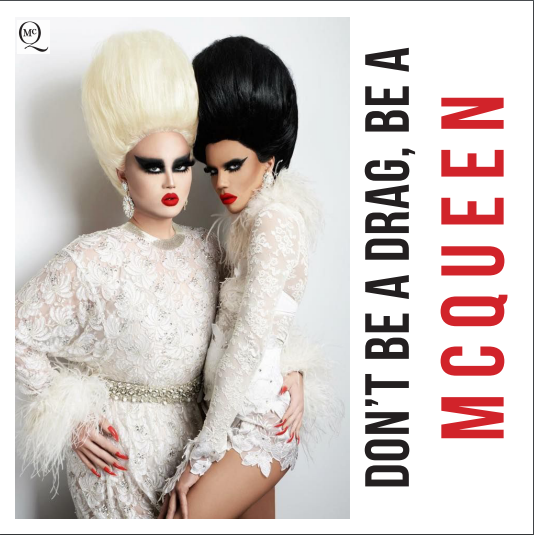 McQ
DON'T BE A DRAG, BE A
MCQUEEN